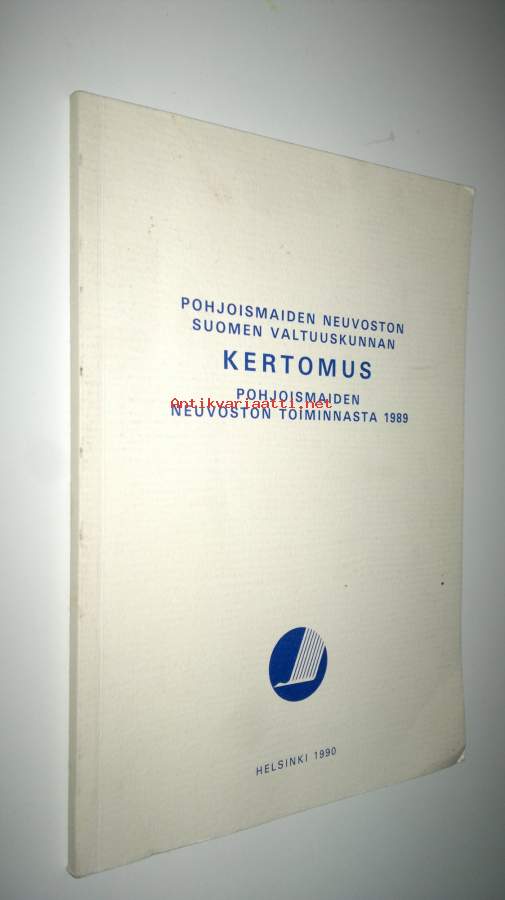 POHJOISMAIDEN NEUVOSTON
SUOMEN VALTUUSKUNNAN
KERTOMUS
POHJOISMAIDEN
Antikvariaatti.net
NEUVOSTON TOIMINNASTA 1989
HELSINKI 1990